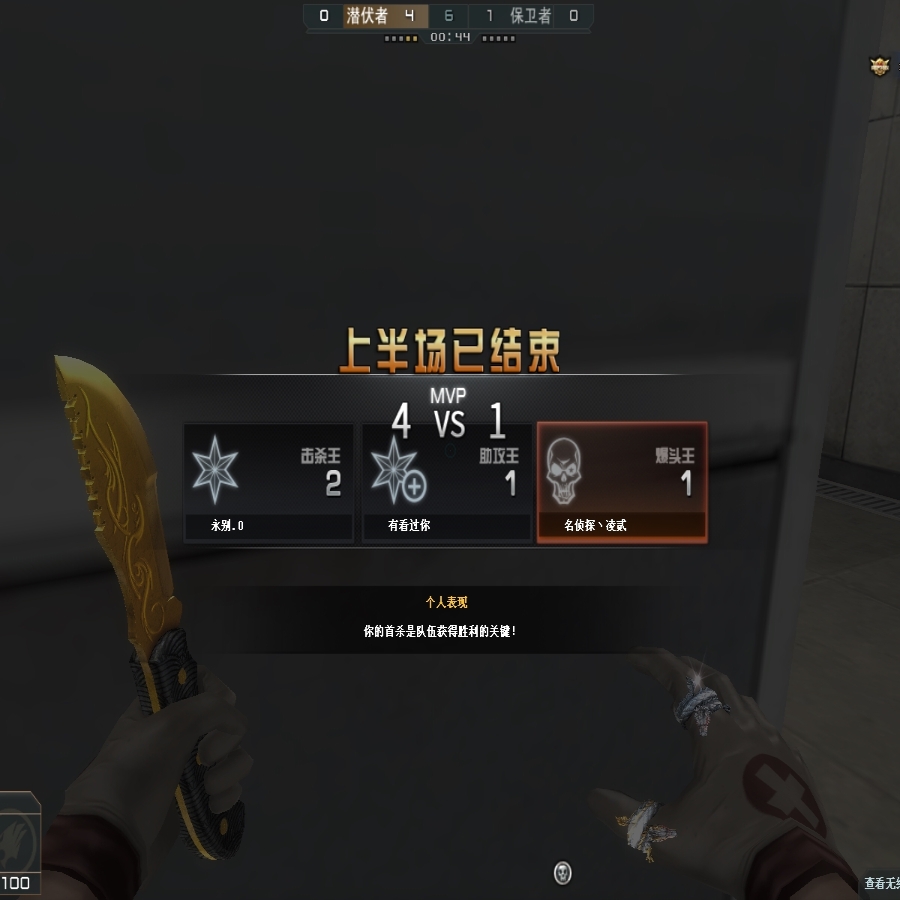 0 潜伏者 4 6 1 保卫者 0
00:44
上半场已结束
MVP
4 VS 1
击杀王 助攻王 爆头王
2 1 1
永别.0 有看过你 名侦探丶凌贰
个人表现
你的首杀是队伍获得胜利的关键!
100
查看无